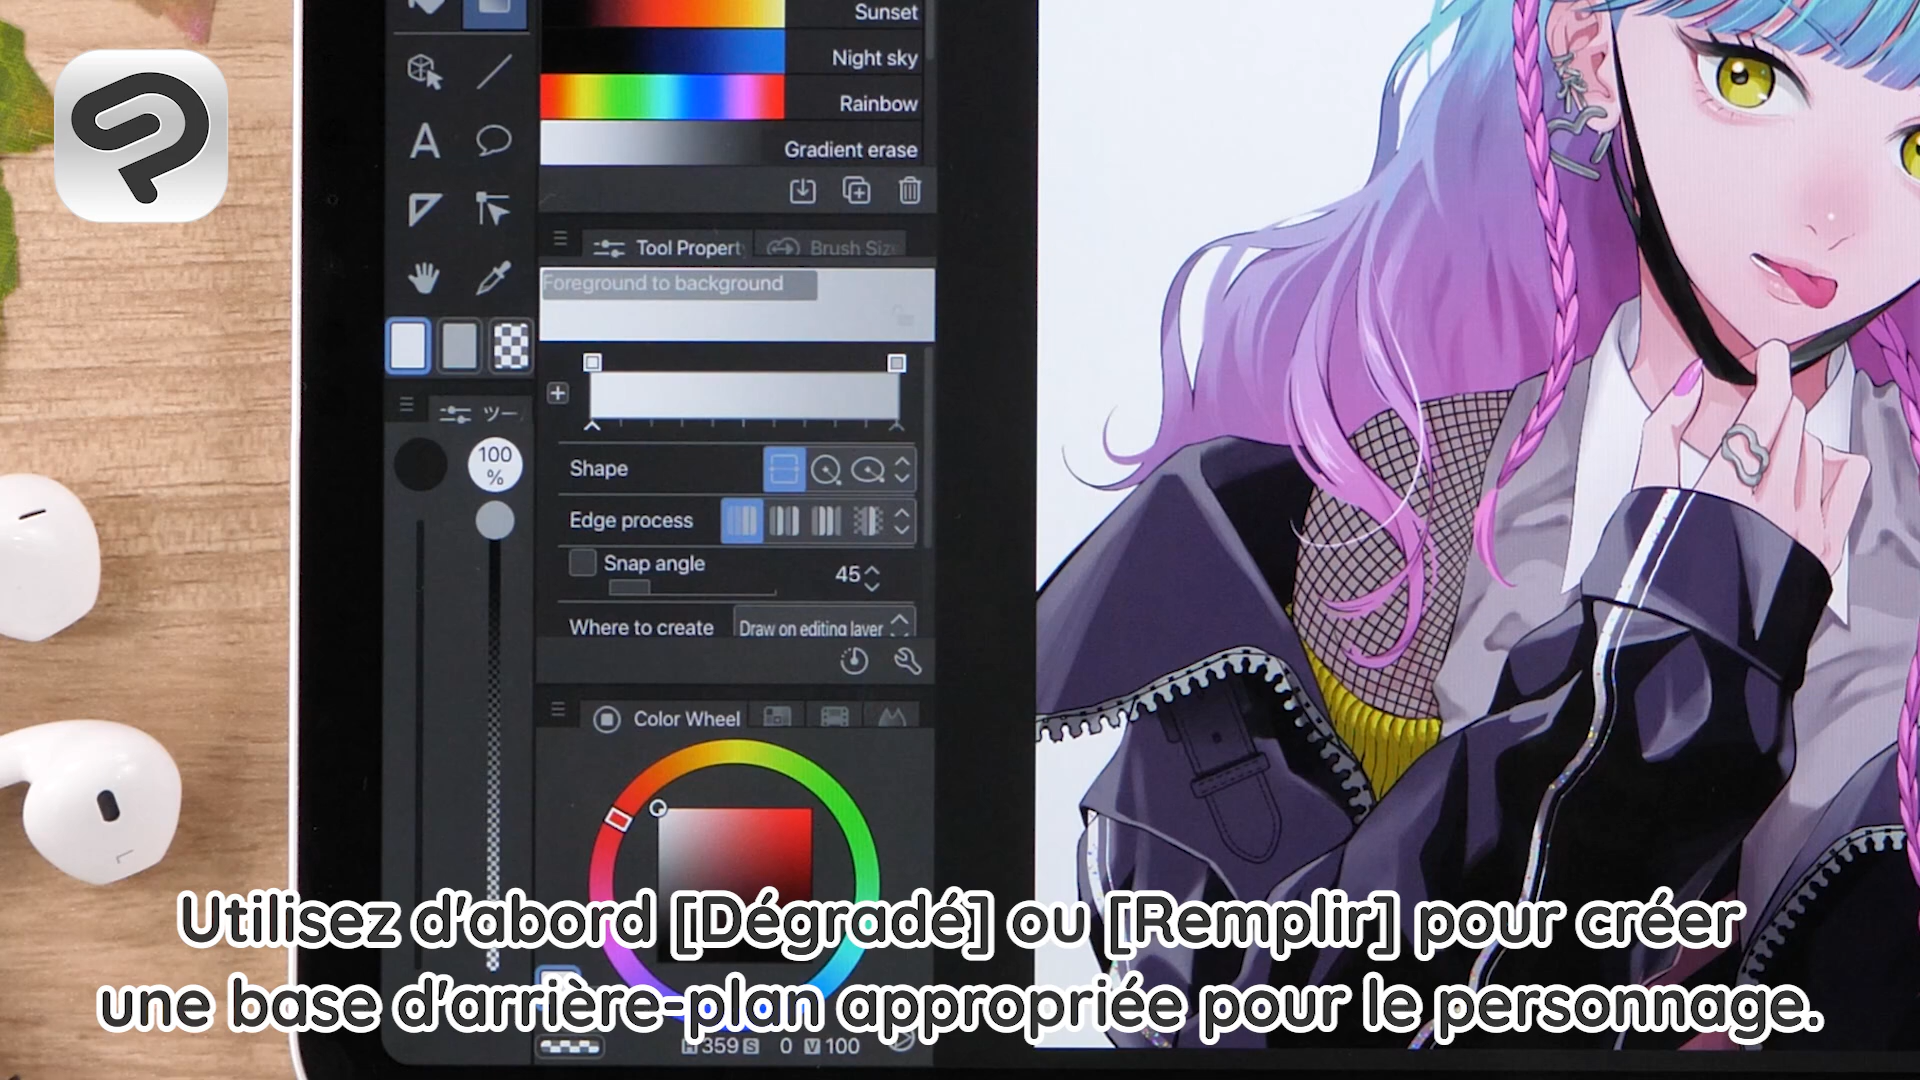 Sunset
Night sky
Rainbow
Gradient erase
Tool Propert
Brush Siz
Foreground to background
ツー
100
%
Shape
Edge process
Snap angle
45
Where to create
Draw on editing layer
Color Wheel
H 359 S 0 V 100
A
L
Utilisez d'abord [Dégradé] ou [Remplir] pour créer
une base d'arrière-plan appropriée pour le personnage.